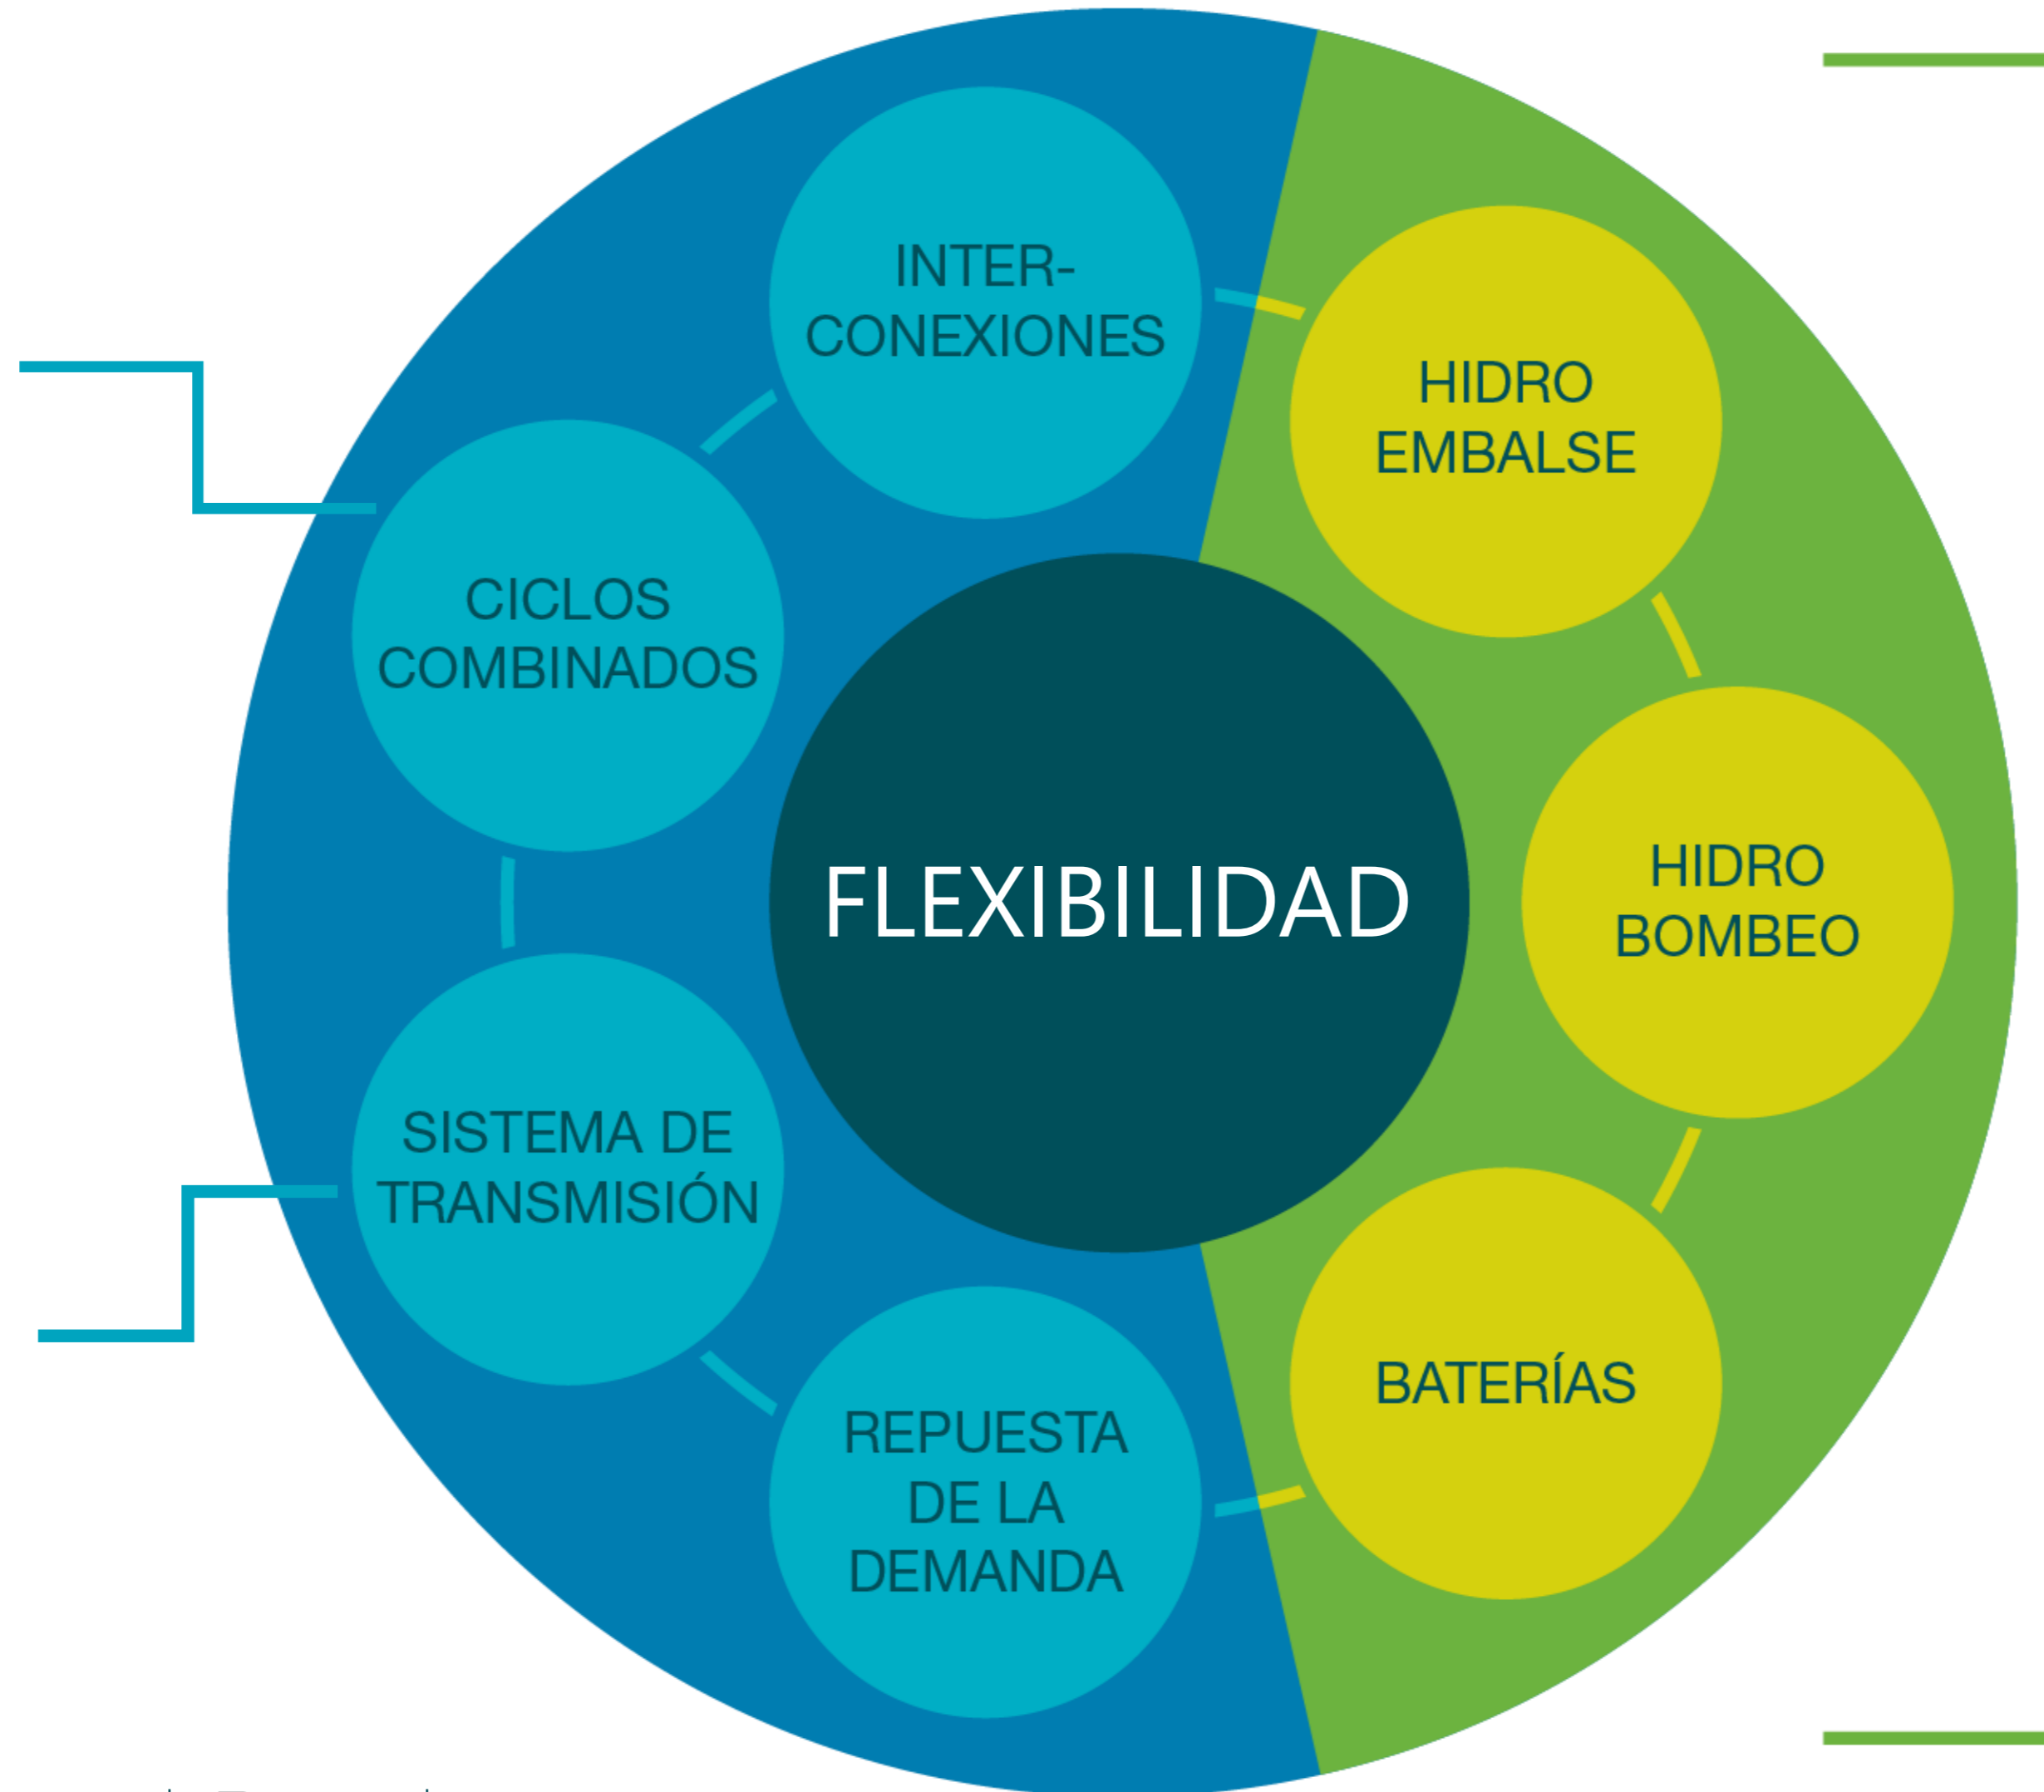 INTER-
CONEXIONES
HIDRO
EMBALSE
CICLOS
COMBINADOS
FLEXIBILIDAD
HIDRO
BOMBEO
SISTEMA DE
TRANSMISIÓN
BATERÍAS
REPUESTA
DE LA
DEMANDA